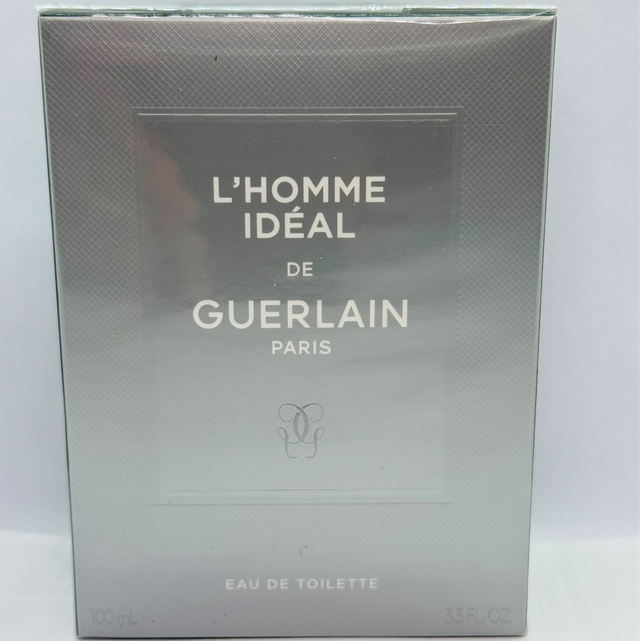 L'HOMME
IDÉAL
DE
GUERLAIN
PARIS
EAU DE TOILETTE
100 mL 3.3 FL. OZ.